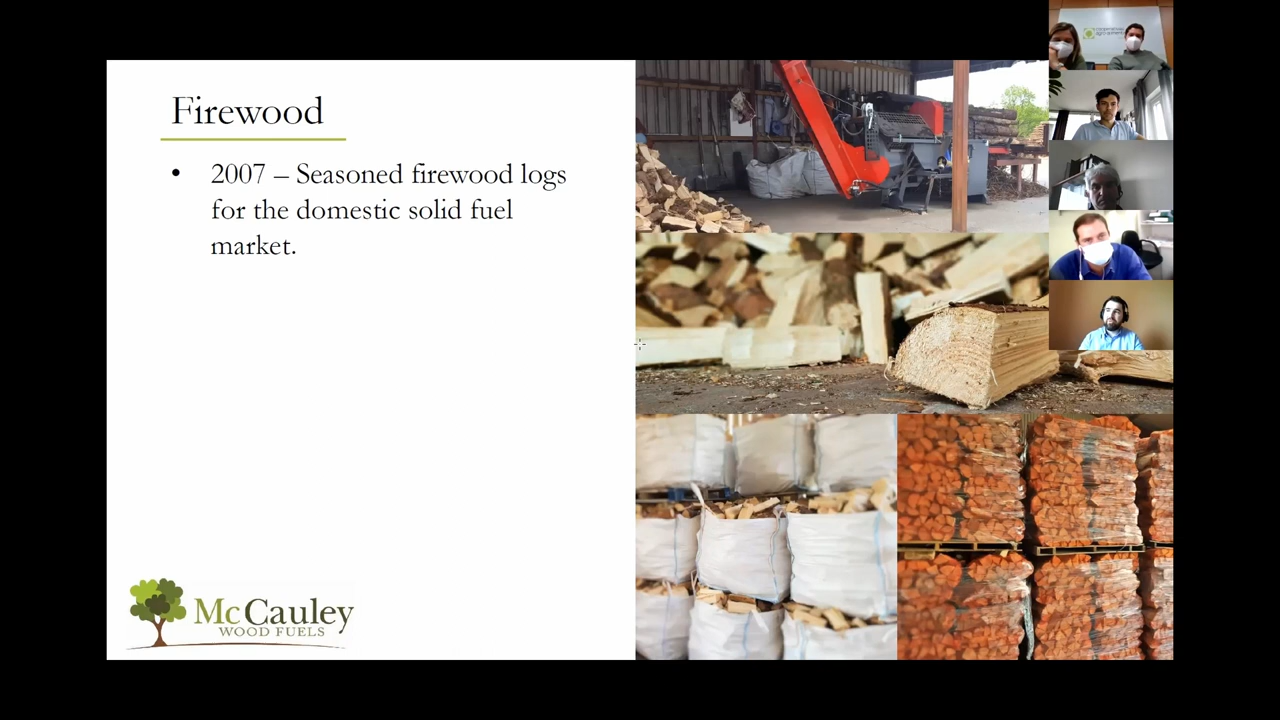 Firewood
• 2007 – Seasoned firewood logs
for the domestic solid fuel
market.
McCauley
WOOD FUELS